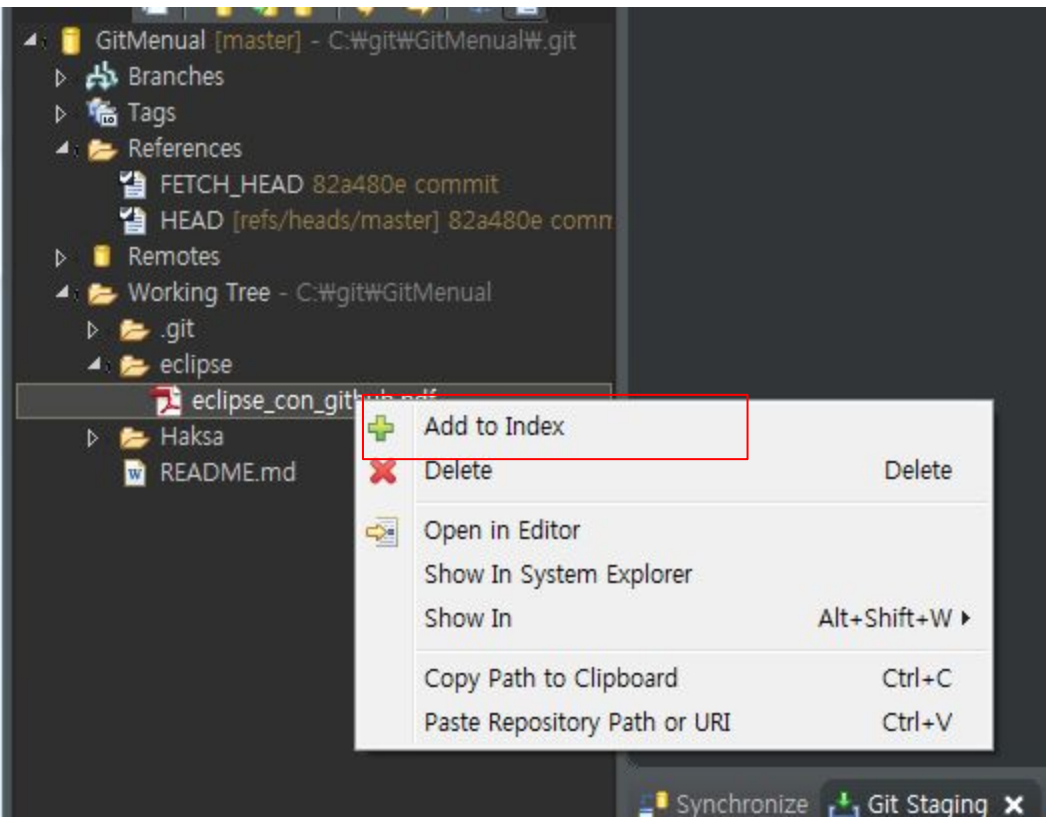 GitMenual [master] - C:₩git₩GitMenual₩.git
Branches
Tags
References
FETCH_HEAD 82a480e commit
HEAD [refs/heads/master] 82a480e comm
Remotes
Working Tree - C:₩git₩GitMenual
.git
eclipse
eclipse_con_github.pdf
Haksa
README.md
Add to Index
Delete Delete
Open in Editor
Show In System Explorer
Show In Alt+Shift+W
Copy Path to Clipboard Ctrl+C
Paste Repository Path or URI Ctrl+V
Synchronize Git Staging